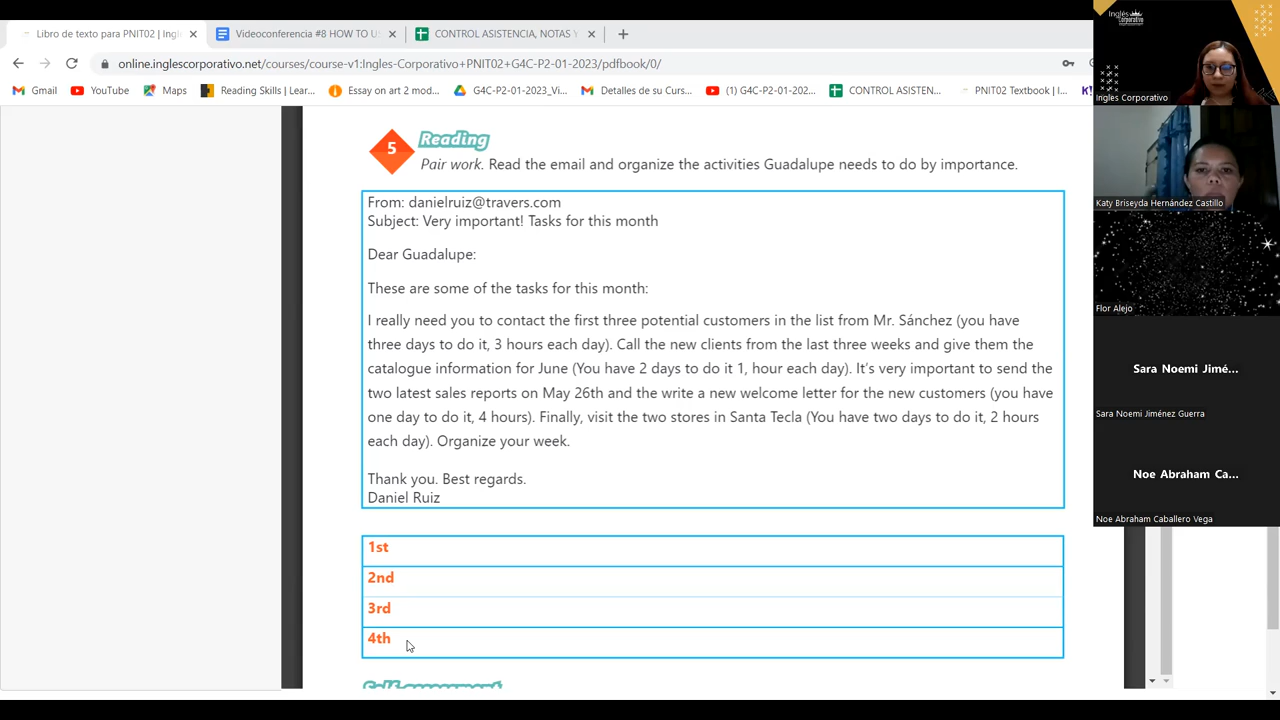 Libro de texto para PNIT02 | Ingl
Videoconferencia #8 HOW TO U
CONTROL ASISTENCIA, NOTAS Y
online.inglescorporativo.net/courses/course-v1:Ingles-Corporativo+PNIT02+G4C-P2-01-2023/pdfbook/0/
Gmail
YouTube
Maps
Reading Skills | Lear...
Essay on art 2 mod...
G4C-P2-01-2023_Vi...
Detalles de su Curs...
(1) G4C-P2-01-202...
CONTROL ASISTEN...
PNIT02 Textbook | I...
5
Reading
Pair work. Read the email and organize the activities Guadalupe needs to do by importance.
From: danielruiz@travers.com
Subject: Very important! Tasks for this month
Dear Guadalupe:
These are some of the tasks for this month:
I really need you to contact the first three potential customers in the list from Mr. Sánchez (you have
three days to do it, 3 hours each day). Call the new clients from the last three weeks and give them the
catalogue information for June (You have 2 days to do it 1, hour each day). It’s very important to send the
two latest sales reports on May 26th and the write a new welcome letter for the new customers (you have
one day to do it, 4 hours). Finally, visit the two stores in Santa Tecla (You have two days to do it, 2 hours
each day). Organize your week.
Thank you. Best regards.
Daniel Ruiz
1st
2nd
3rd
4th
Self-assessment
Inglés
Corporativo
Ingles Corporativo
Katy Briseyda Hernández Castillo
Flor Alejo
Sara Noemi Jimé...
Sara Noemi Jiménez Guerra
Noe Abraham Ca...
Noe Abraham Caballero Vega